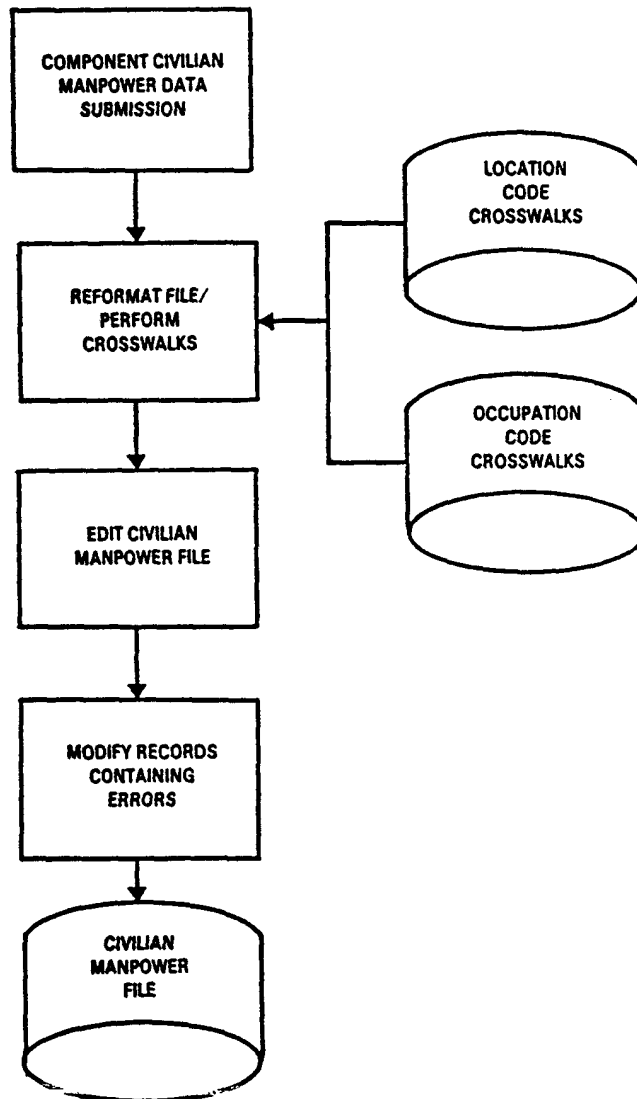 COMPONENT CIVILIAN
MANPOWER DATA
SUBMISSION
LOCATION
CODE
CROSSWALKS
REFORMAT FILE/
PERFORM
CROSSWALKS
OCCUPATION
CODE
CROSSWALKS
EDIT CIVILIAN
MANPOWER FILE
MODIFY RECORDS
CONTAINING
ERRORS
CIVILIAN
MANPOWER
FILE